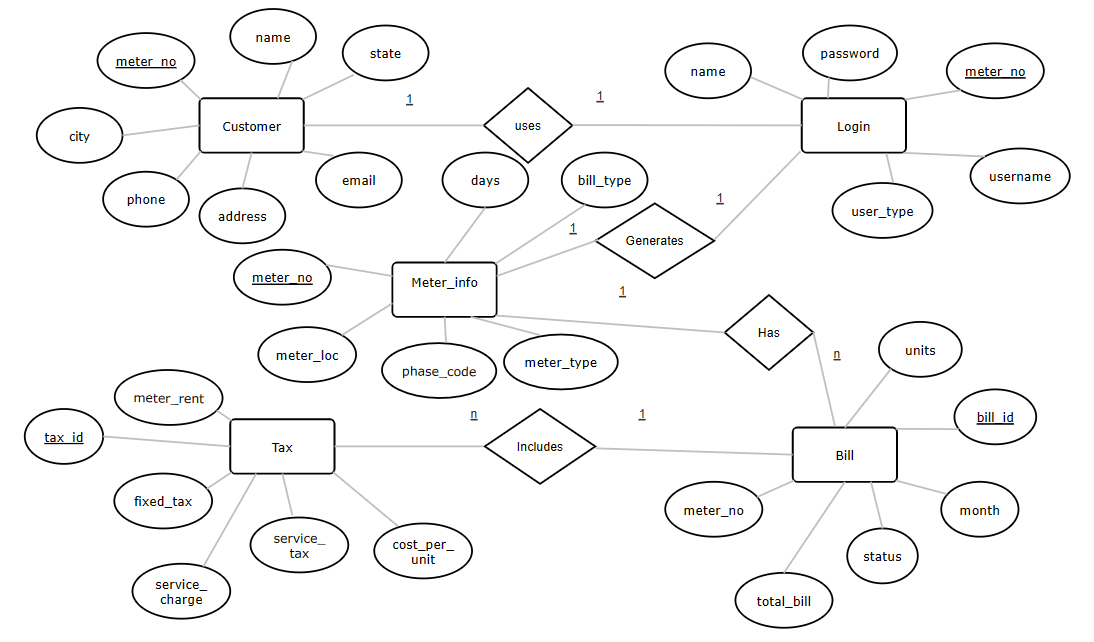 name
state
meter_no
password
name
meter_no
1
1
Customer
uses
Login
city
days
bill_type
email
username
phone
address
1
user_type
1
Generates
meter_no
Meter_info
1
Has
meter_loc
phase_code
meter_type
n
units
meter_rent
n
1
bill_id
tax_id
Tax
Includes
Bill
fixed_tax
meter_no
month
service_
tax
cost_per_
unit
status
service_
charge
total_bill